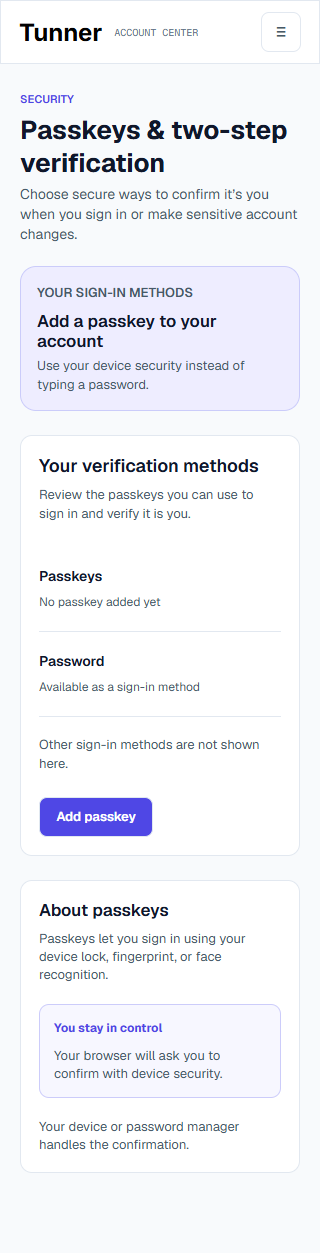 Tunner ACCOUNT CENTER
☰
SECURITY
Passkeys & two-step
verification
Choose secure ways to confirm it's you
when you sign in or make sensitive account
changes.
YOUR SIGN-IN METHODS
Add a passkey to your
account
Use your device security instead of
typing a password.
Your verification methods
Review the passkeys you can use to
sign in and verify it is you.
Passkeys
No passkey added yet
Password
Available as a sign-in method
Other sign-in methods are not shown
here.
Add passkey
About passkeys
Passkeys let you sign in using your
device lock, fingerprint, or face
recognition.
You stay in control
Your browser will ask you to
confirm with device security.
Your device or password manager
handles the confirmation.